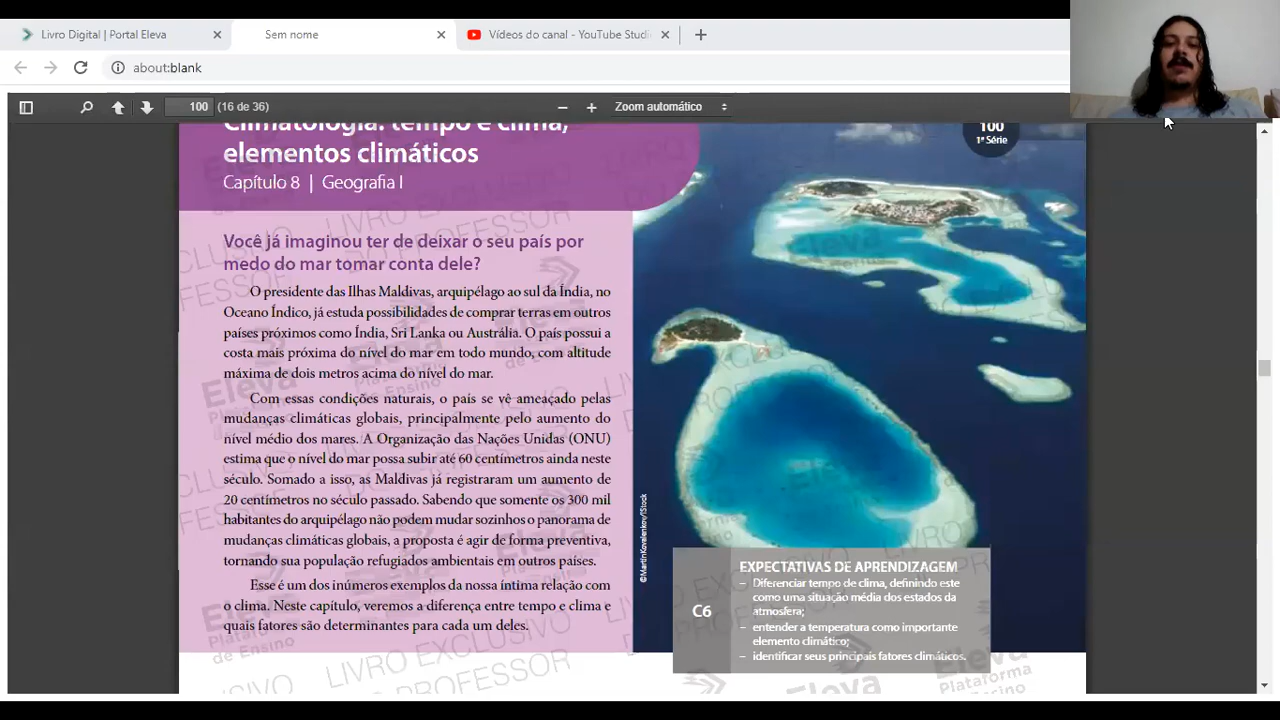 Livro Digital | Portal Eleva
Sem nome
Vídeos do canal - YouTube Studi
about:blank
100 (16 de 36)
Zoom automático
Climatologia: tempo e clima,
elementos climáticos
Capítulo 8 | Geografia I
100
1ª Série
Você já imaginou ter de deixar o seu país por
medo do mar tomar conta dele?
O presidente das Ilhas Maldivas, arquipélago ao sul da Índia, no
Oceano Índico, já estuda possibilidades de comprar terras em outros
países próximos como Índia, Sri Lanka ou Austrália. O país possui a
costa mais próxima do nível do mar em todo mundo, com altitude
máxima de dois metros acima do nível do mar.
Com essas condições naturais, o país se vê ameaçado pelas
mudanças climáticas globais, principalmente pelo aumento do
nível médio dos mares. A Organização das Nações Unidas (ONU)
estima que o nível do mar possa subir até 60 centímetros ainda neste
século. Somado a isso, as Maldivas já registraram um aumento de
20 centímetros no século passado. Sabendo que somente os 300 mil
habitantes do arquipélago não podem mudar sozinhos o panorama de
mudanças climáticas globais, a proposta é agir de forma preventiva,
tornando sua população refugiados ambientais em outros países.
Esse é um dos inúmeros exemplos da nossa íntima relação com
o clima. Neste capítulo, veremos a diferença entre tempo e clima e
quais fatores são determinantes para cada um deles.
©MartinKovalenkov/iStock
C6
EXPECTATIVAS DE APRENDIZAGEM
– Diferenciar tempo de clima, definindo este
como uma situação média dos estados da
atmosfera;
– entender a temperatura como importante
elemento climático;
– identificar seus principais fatores climáticos.
LIVRO EXCLUSIVO
DO PROFESSOR
Eleva
Plataforma
de Ensino